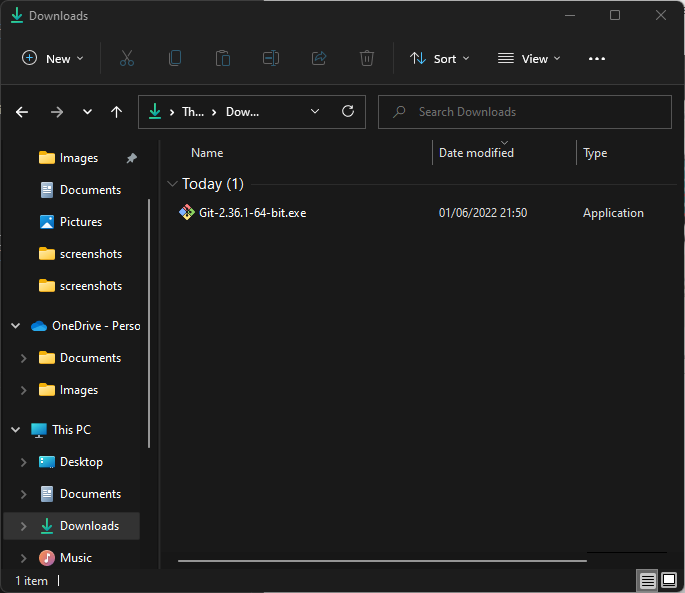 Downloads
New Sort View
Th... Dow... Search Downloads
Name Date modified Type
Today (1)
Git-2.36.1-64-bit.exe 01/06/2022 21:50 Application
Images
Documents
Pictures
screenshots
screenshots
OneDrive - Perso
Documents
Images
This PC
Desktop
Documents
Downloads
Music
1 item